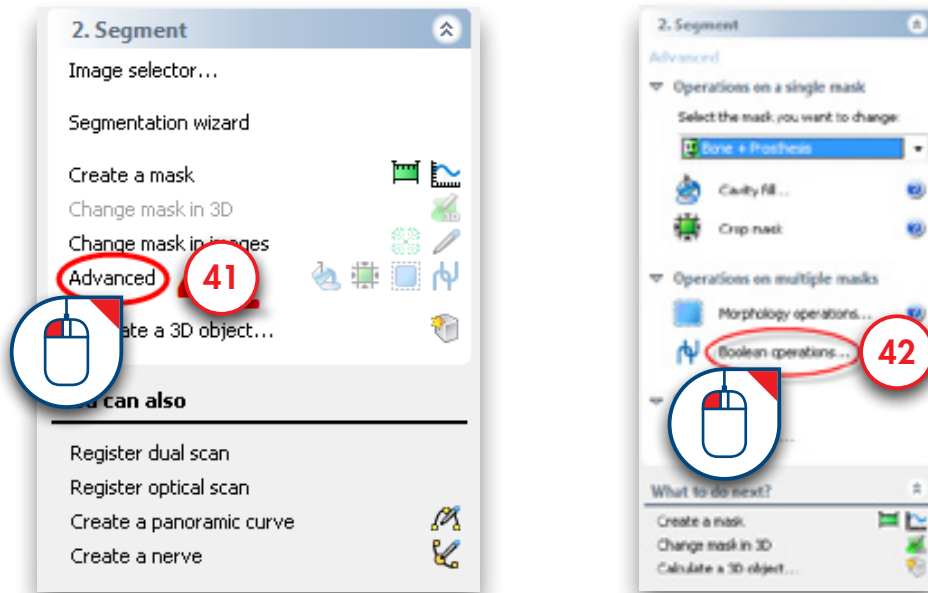 2. Segment
Image selector...
Segmentation wizard
Create a mask
Change mask in 3D
Change mask in images
Advanced
41
ate a 3D object...
can also
Register dual scan
Register optical scan
Create a panoramic curve
Create a nerve
2. Segment
Advanced
Operations on a single mask
Select the mask you want to change:
Bone + Prosthesis
Cavity fill...
Crop mask
Operations on multiple masks
Morphology operations...
Boolean operations...
42
What to do next?
Create a mask
Change mask in 3D
Calculate a 3D object...